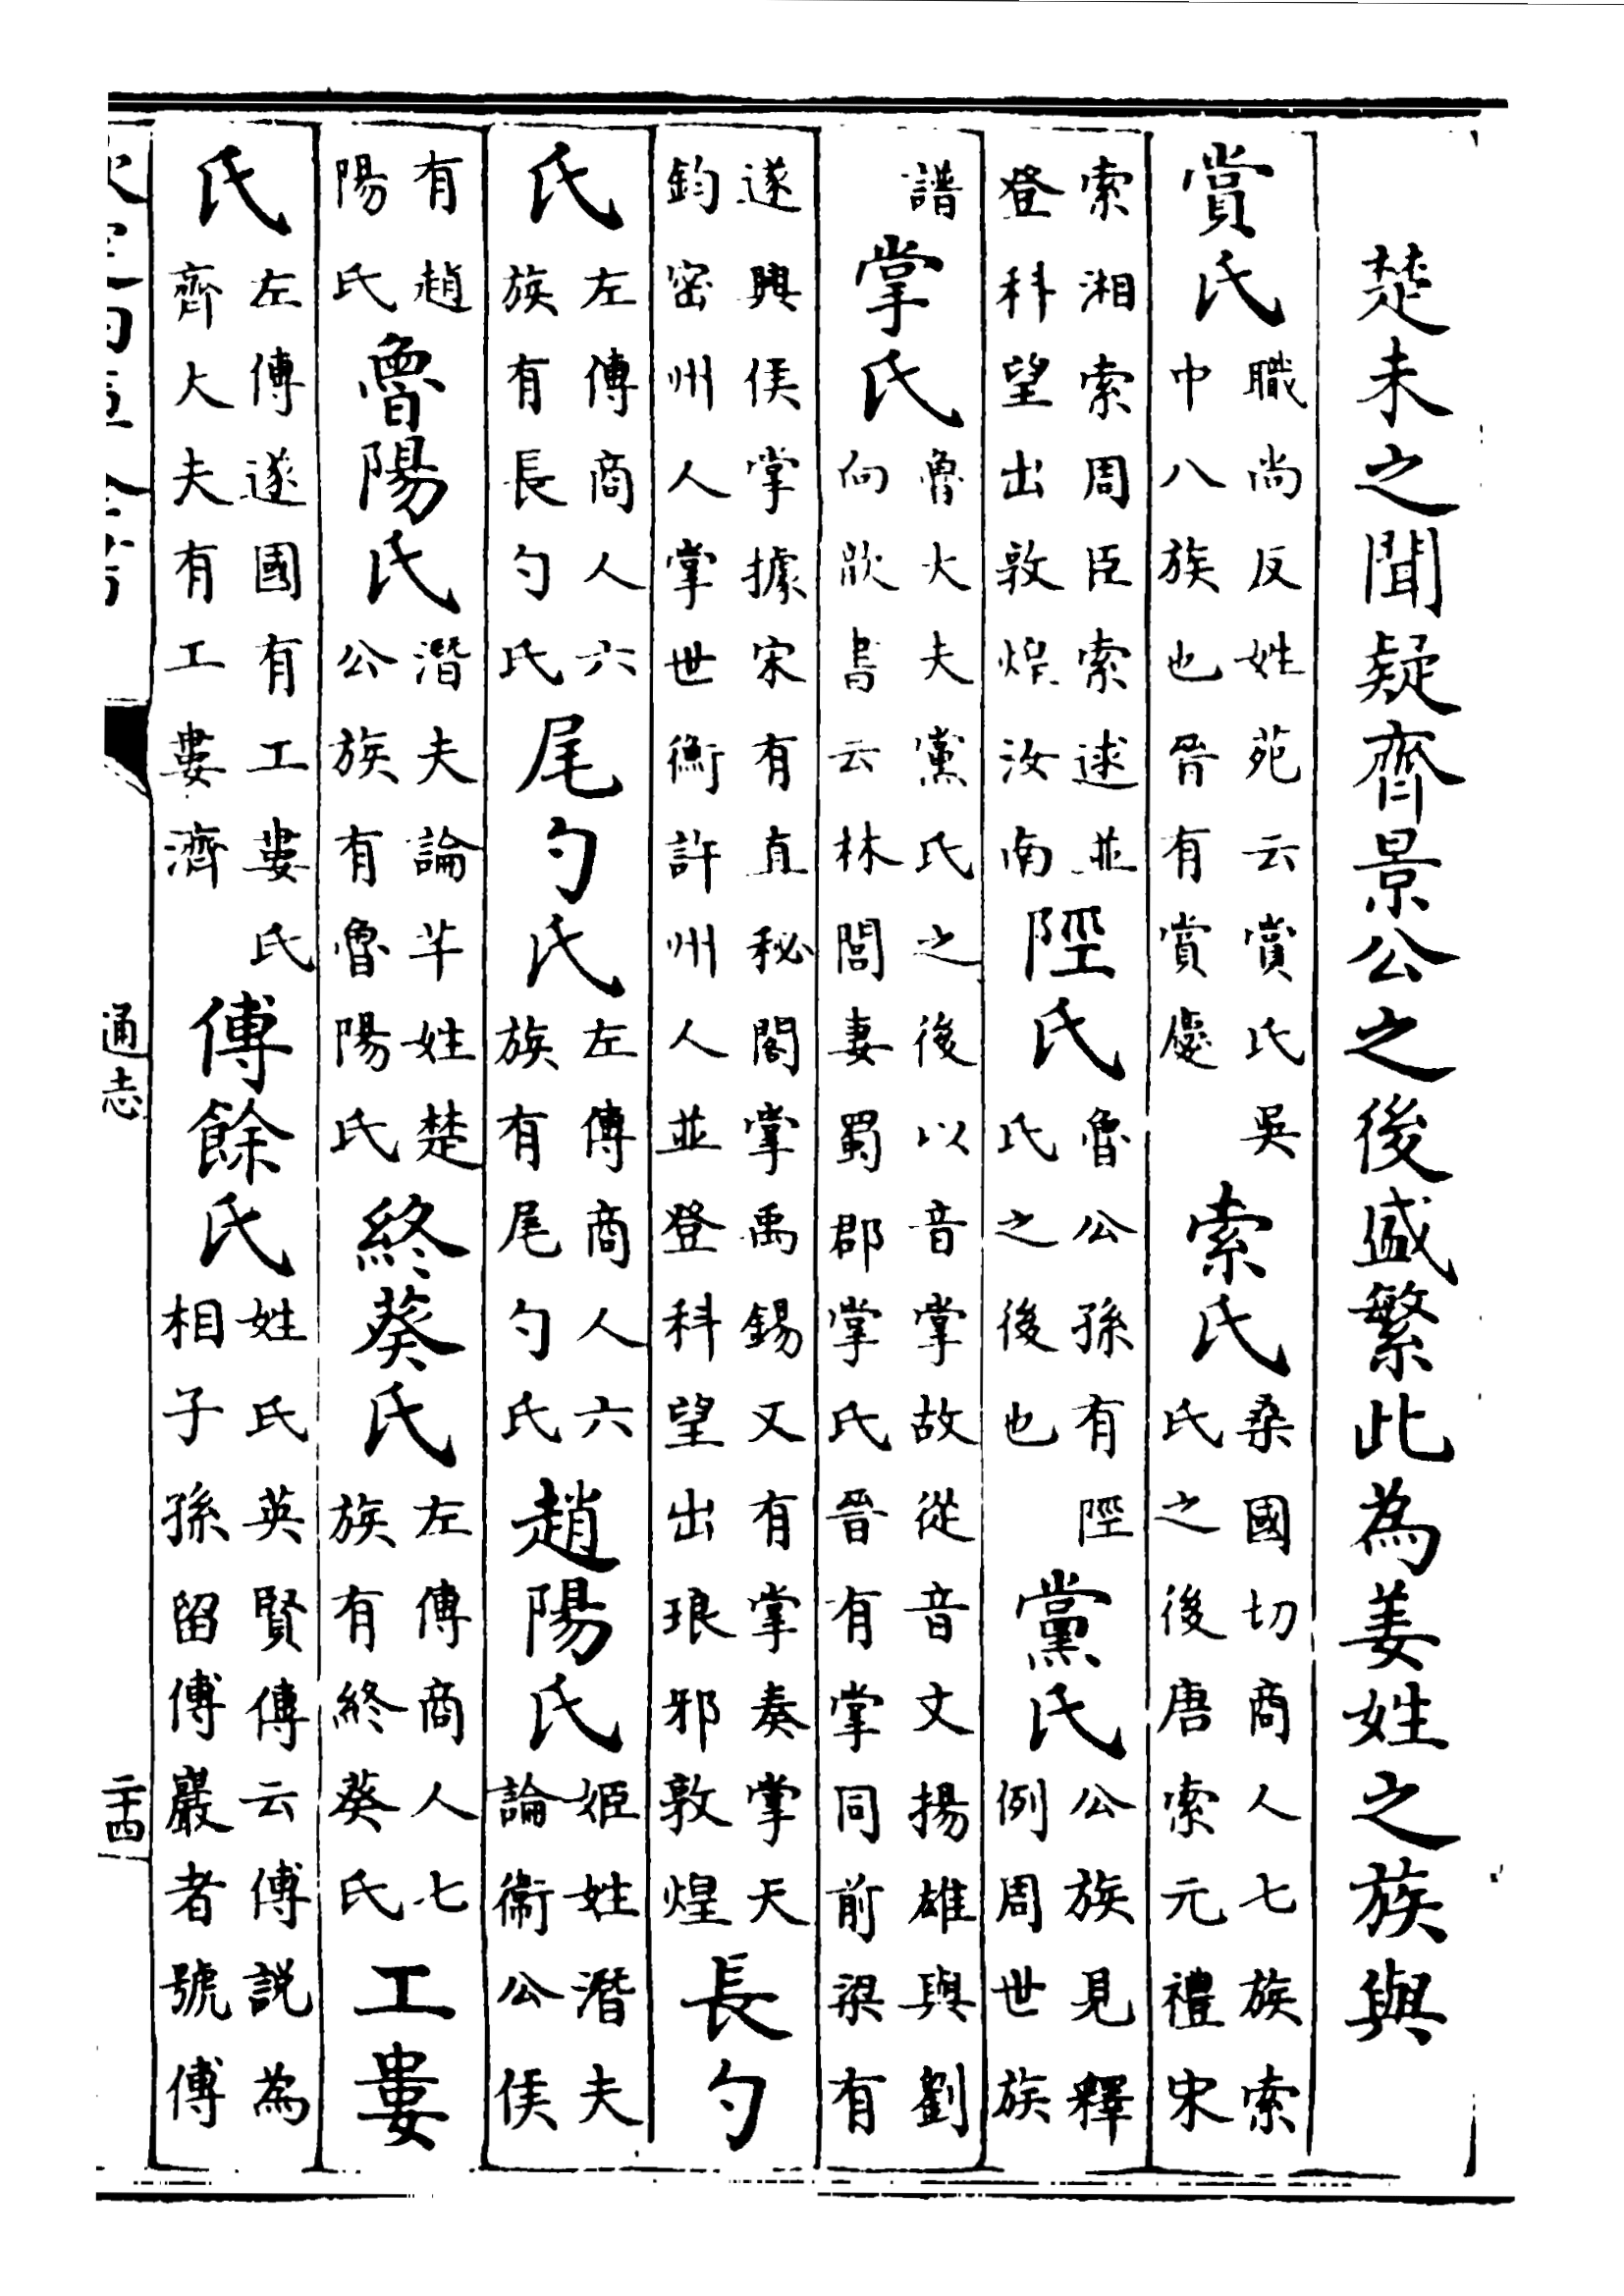 楚未之聞疑齊景公之後盛繁此為姜姓之族與
賞氏職尚反姓苑云賞氏吳中八族也晉有賞處索氏桑國切商人七族索氏之後唐索元禮宋
索湘索周臣索逑並登科望出敦煌汝南陘氏魯公孫有陘氏之後也黨氏公族見釋例周世族
譜掌氏魯大夫黨氏之後以音掌故從音文揚雄與劉向歆書云林閭妻蜀郡掌氏晉有掌同前梁有
遂興侯掌據宋有直秘閣掌禹錫又有掌奏掌天鈞密州人掌世衡許州人並登科望出琅邪敦煌長勺
氏左傳商人六族有長勺氏尾勺氏左傳商人六族有尾勺氏趙陽氏姬姓潛夫論衞公侯
有趙陽氏魯陽氏潛夫論芈姓楚公族有魯陽氏終葵氏左傳商人七族有終葵氏工婁
氏左傳遂國有工婁氏齊大夫有工婁濟傅餘氏姓氏英賢傳云傅説為相子孫留傅巖者號傅
通志
二十四